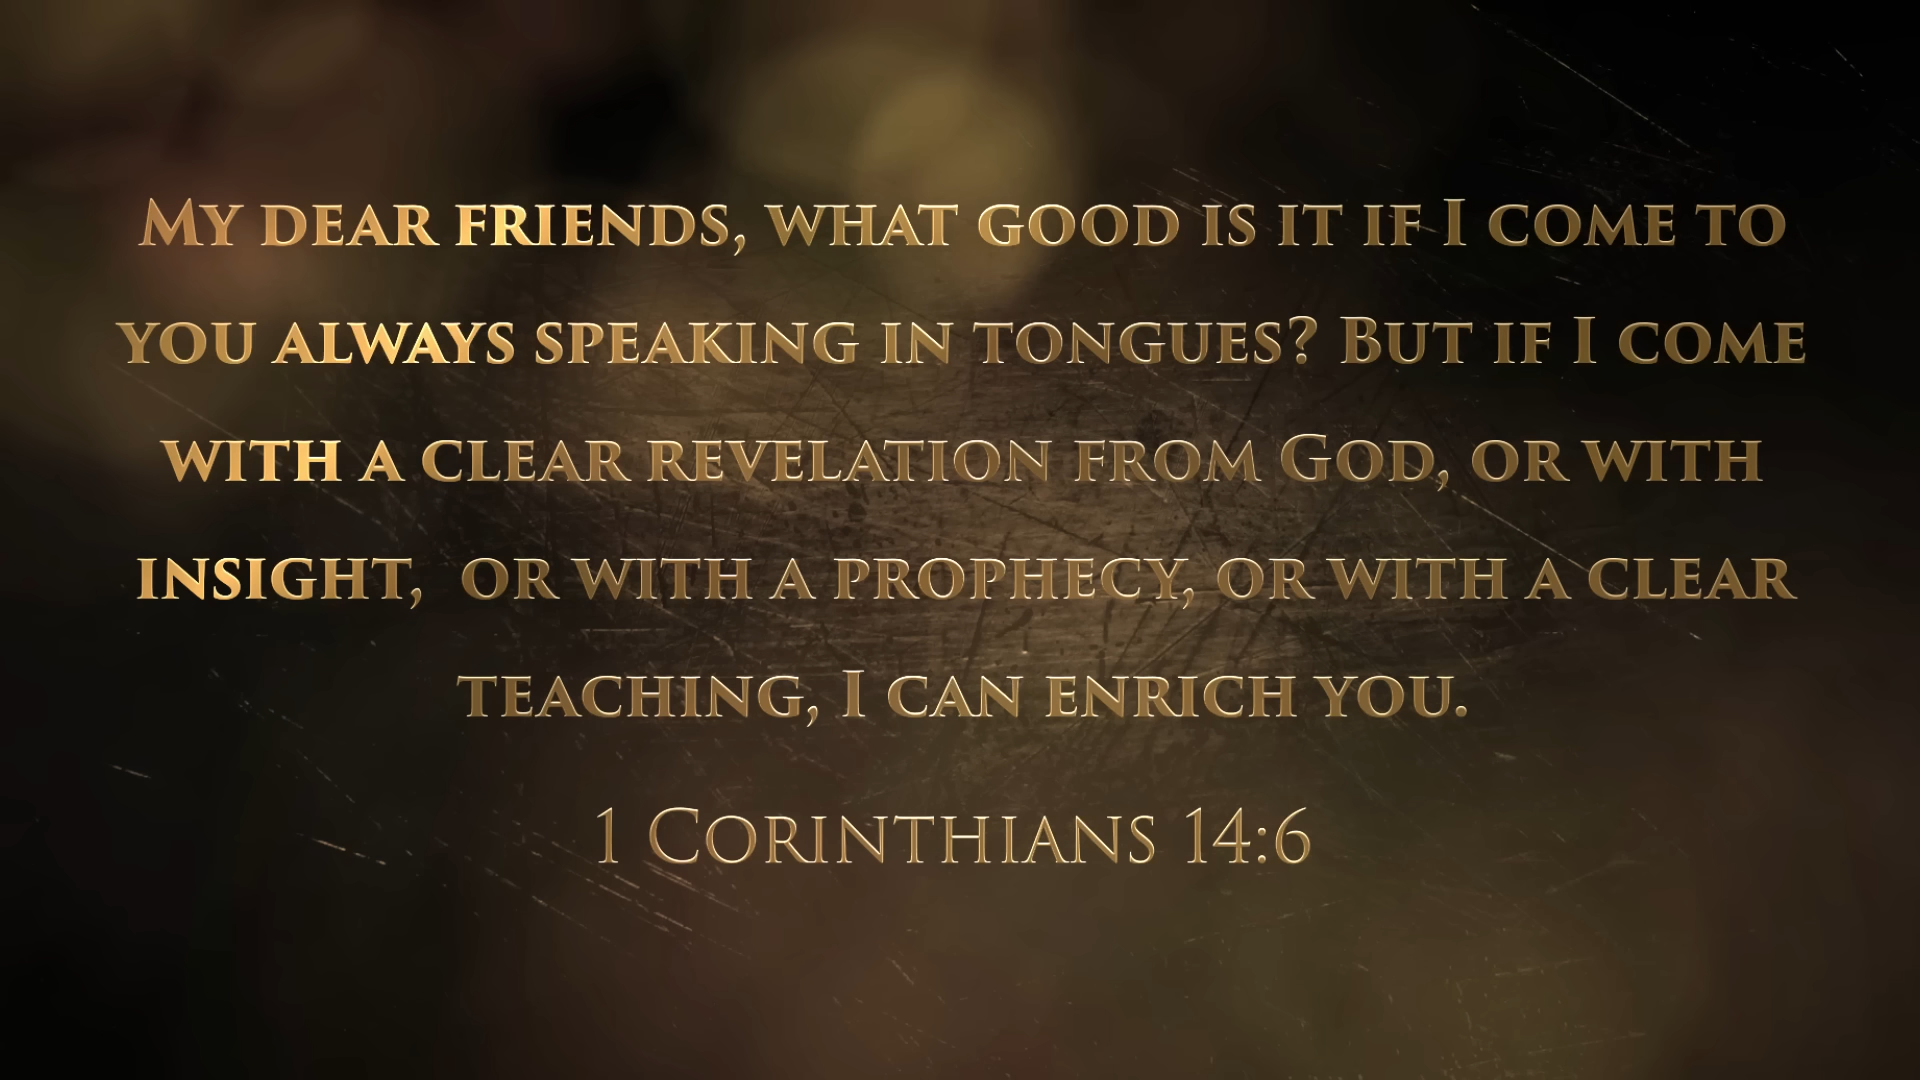 My dear friends, what good is it if I come to
you always speaking in tongues? But if I come
with a clear revelation from God, or with
insight,  or with a prophecy, or with a clear
teaching, I can enrich you.
1 Corinthians 14:6